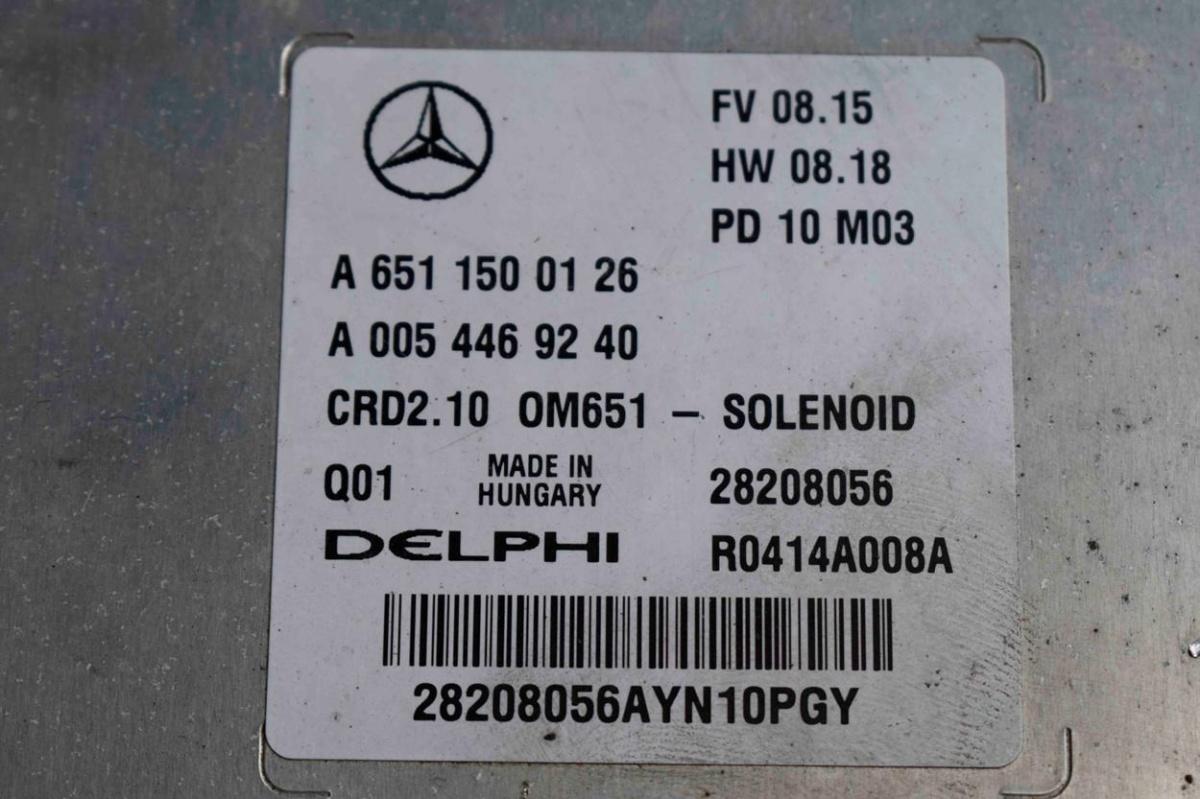 FV 08.15
HW 08.18
PD 10 M03
A 651 150 01 26
A 005 446 92 40
CRD2.10 OM651 – SOLENOID
Q01 MADE IN HUNGARY 28208056
DELPHI R0414A008A
28208056AYN10PGY